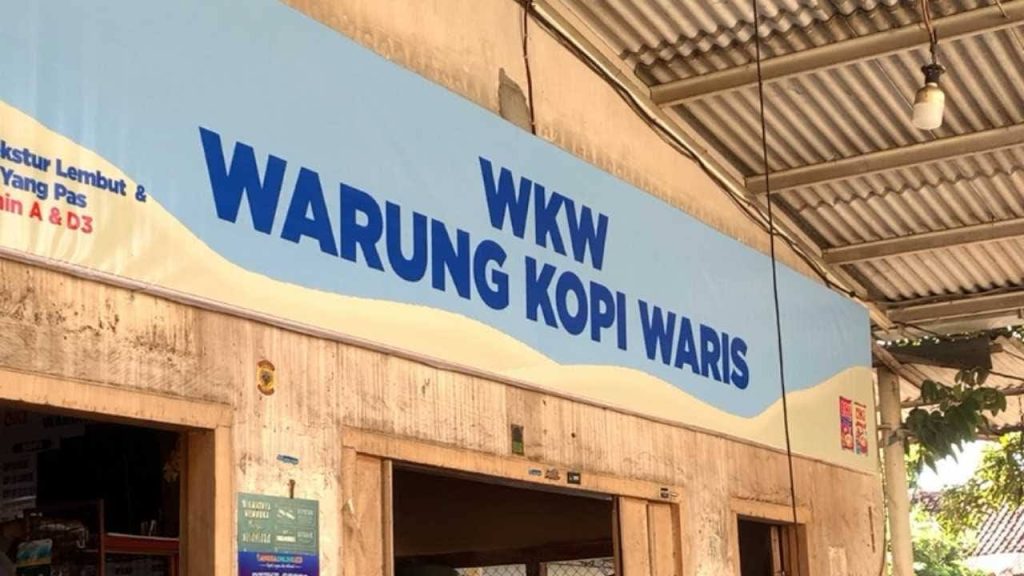 kstur Lembut &
Yang Pas
in A & D3
WKW
WARUNG KOPI WARIS